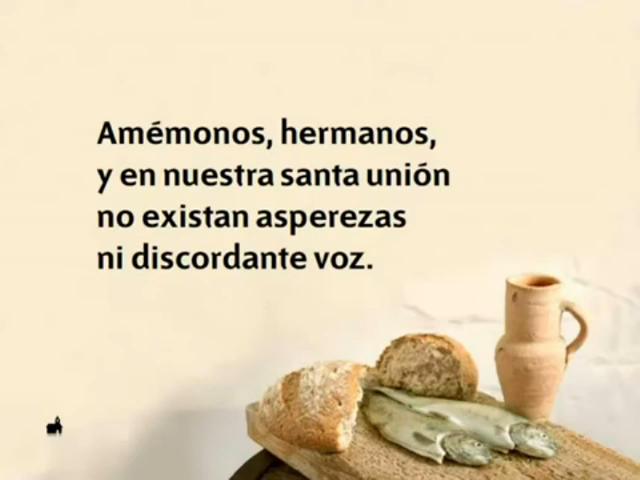 Amémonos, hermanos,
y en nuestra santa unión
no existan asperezas
ni discordante voz.